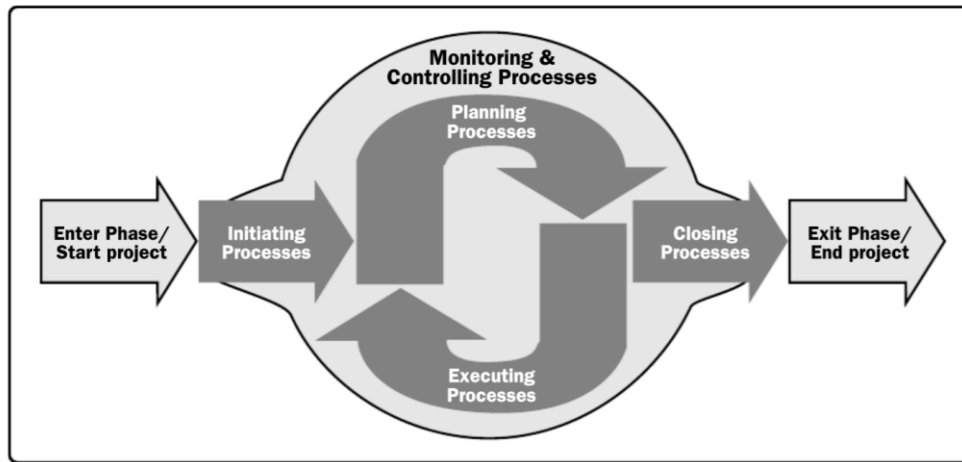 Monitoring &
Controlling Processes
Planning
Processes
Enter Phase/
Start project
Initiating
Processes
Closing
Processes
Exit Phase/
End project
Executing
Processes